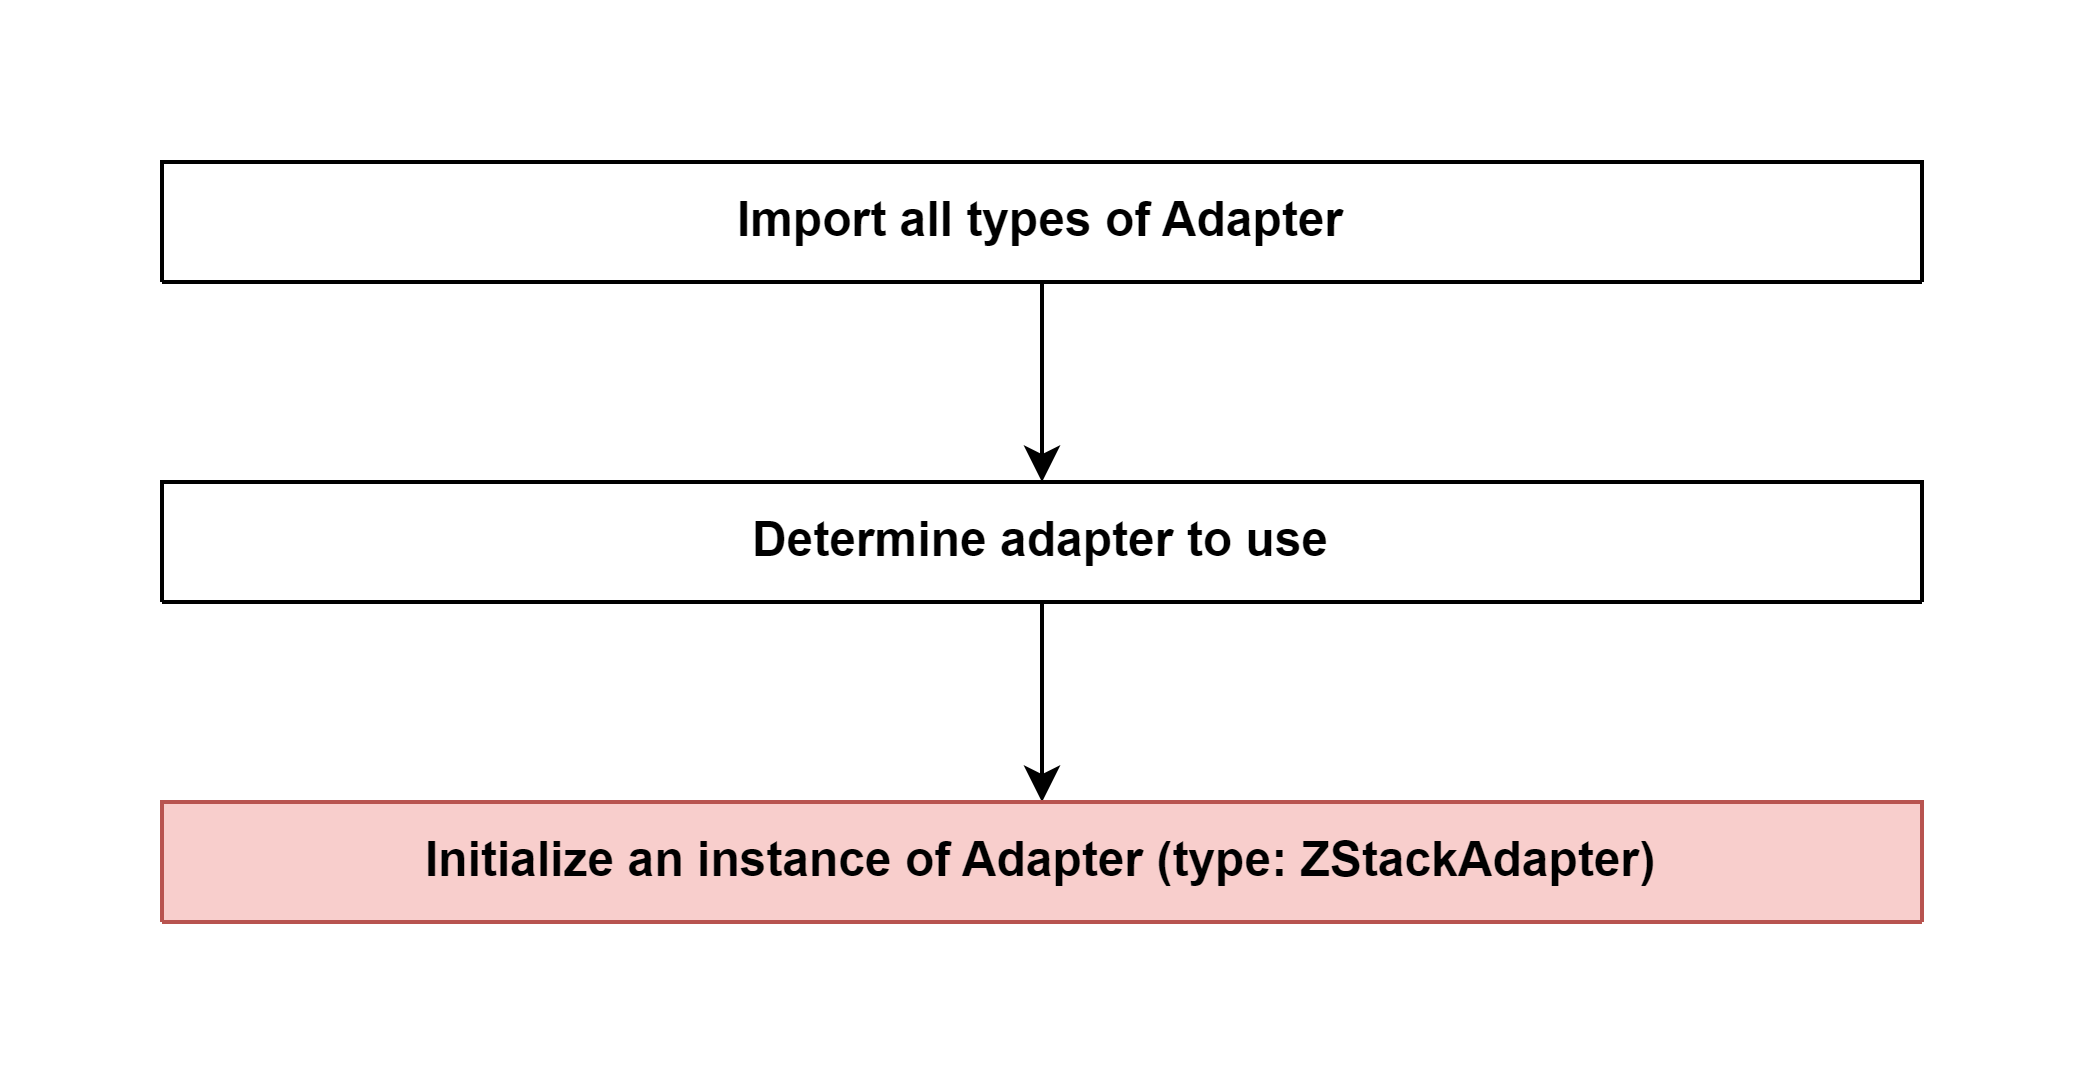 Import all types of Adapter
Determine adapter to use
Initialize an instance of Adapter (type: ZStackAdapter)